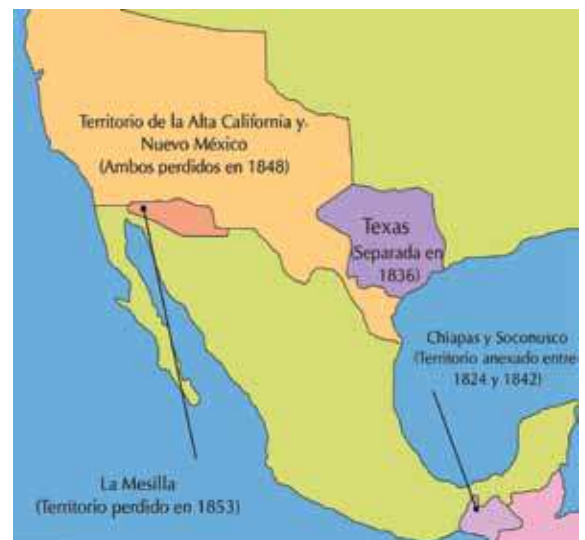 Territorio de la Alta California y
Nuevo México
(Ambos perdidos en 1848)
Texas
(Separada en
1836)
Chiapas y Soconusco
(Territorio anexado entre
1824 y 1842)
La Mesilla
(Territorio perdido en 1853)